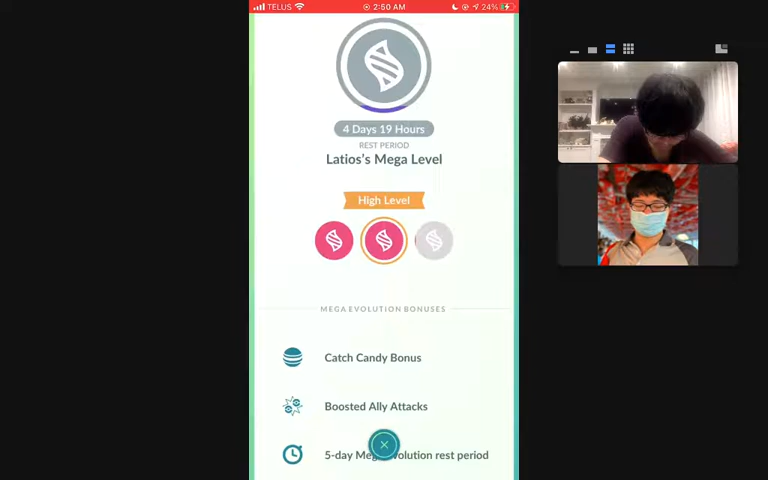 TELUS 2:50 AM 24%
4 Days 19 Hours
REST PERIOD
Latios's Mega Level
High Level
MEGA EVOLUTION BONUSES
Catch Candy Bonus
Boosted Ally Attacks
5-day Mega Evolution rest period